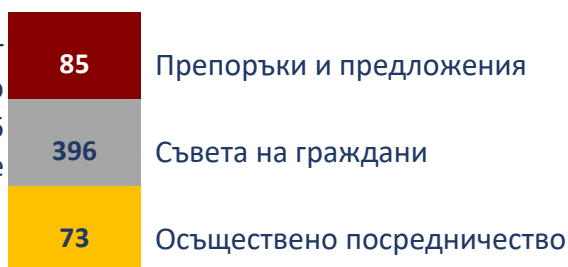 85 Препоръки и предложения
396 Съвета на граждани
73 Осъществено посредничество